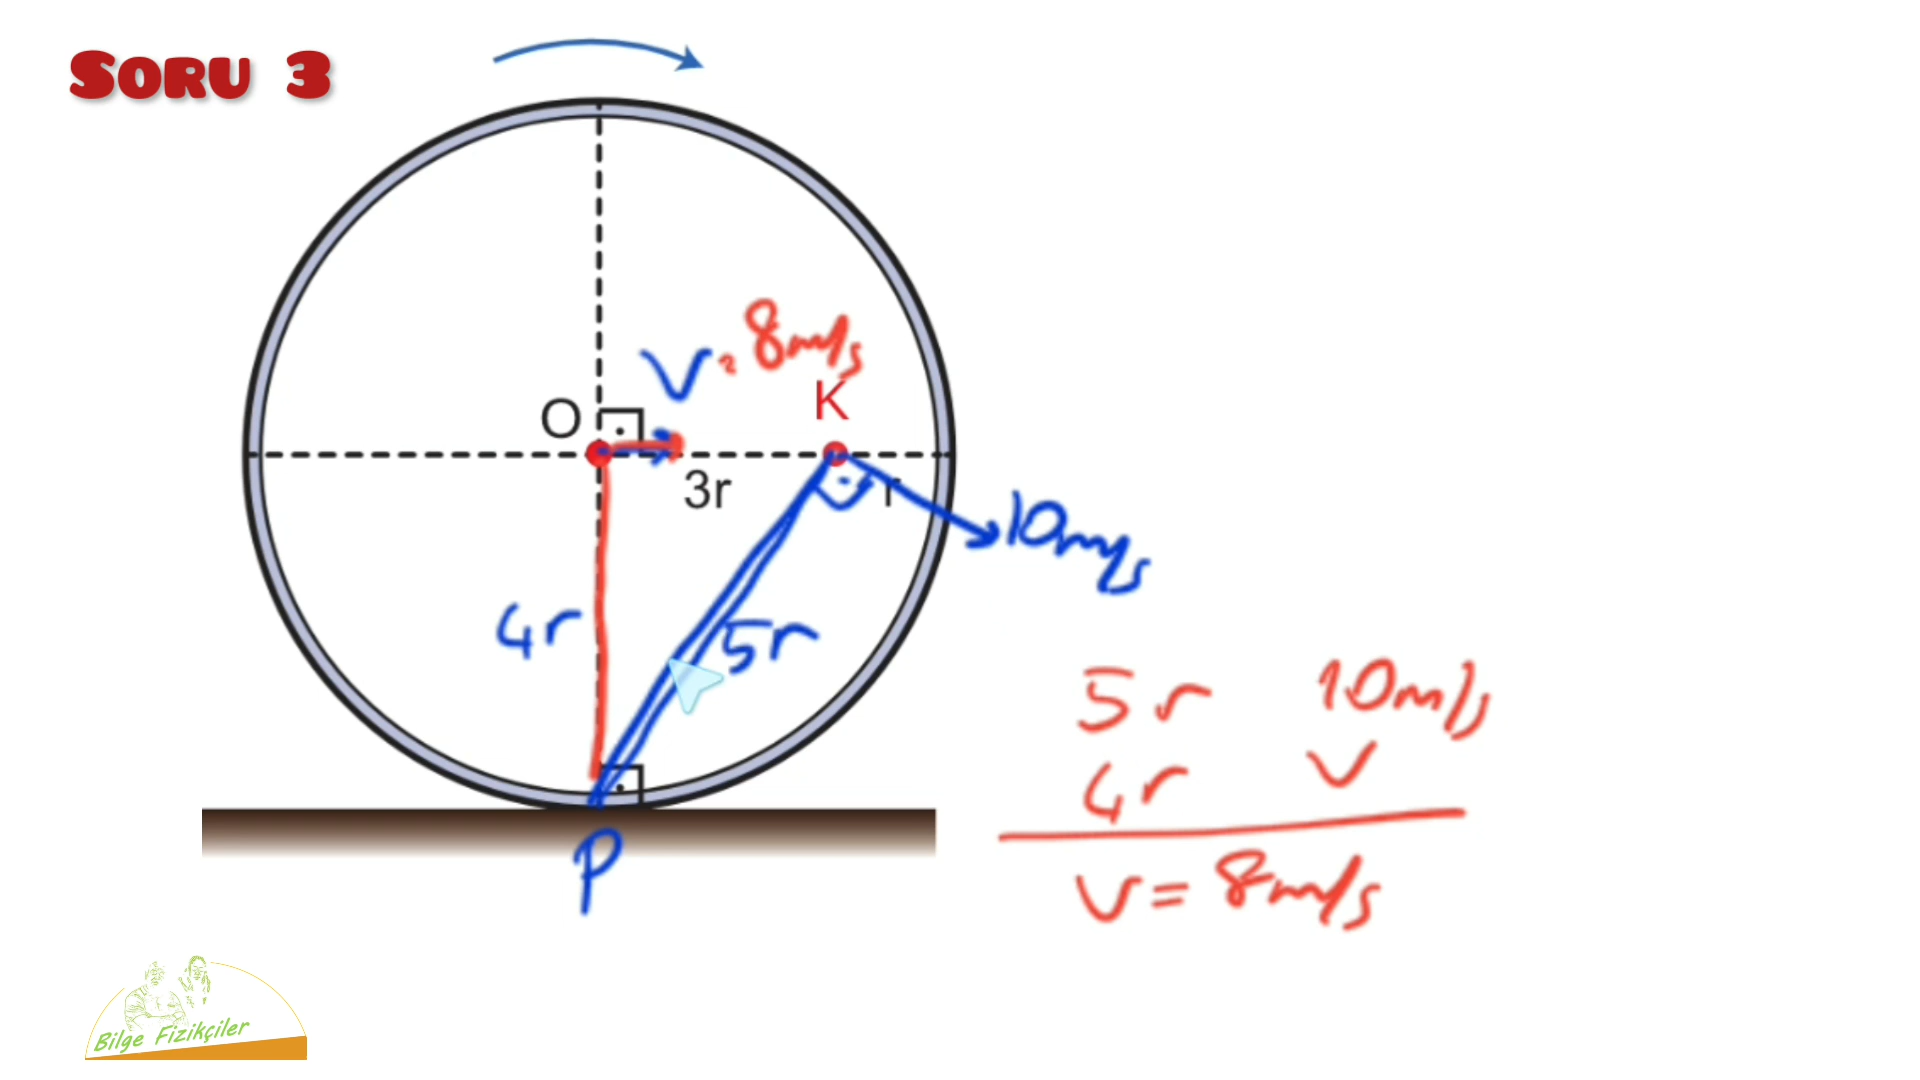 SORU 3
V = 8m/s
K
O
3r
r
10m/s
4r
5r
5r 10m/s
4r V
V = 8m/s
P
Bilge Fizikçiler